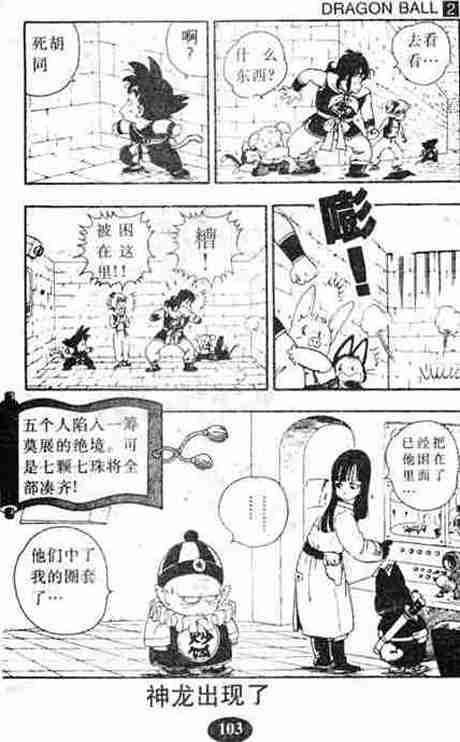 DRAGON BALL 2
去看
看…
什么
东西?
啊
?
死胡
同
膨!
糟!
被困
在这
里!!
五个人陷入一筹
莫展的绝境。可
是七颗七珠将全
部凑齐!
已经把
他困在
里面了
…
………
他们中了
我的圈套
了…
炒飯
神龙出现了
103